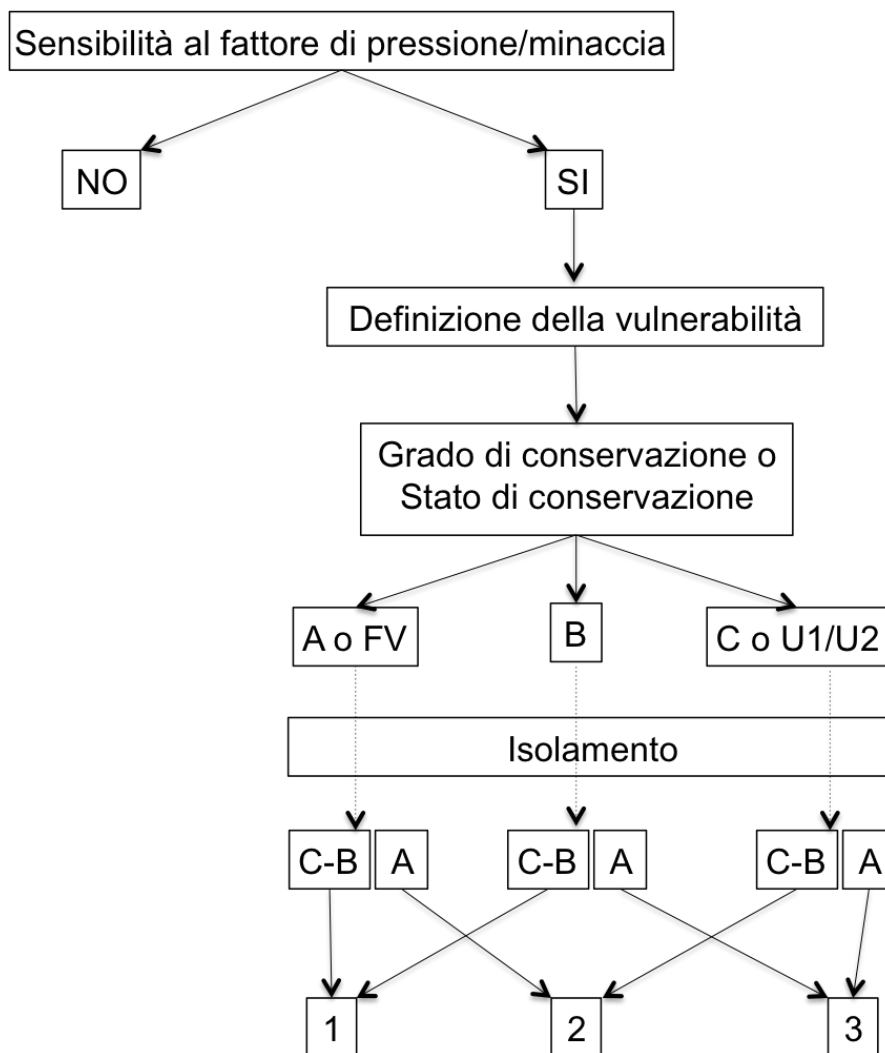 Sensibilità al fattore di pressione/minaccia
NO
SI
Definizione della vulnerabilità
Grado di conservazione o
Stato di conservazione
A o FV
B
C o U1/U2
Isolamento
C-B
A
C-B
A
C-B
A
1
2
3